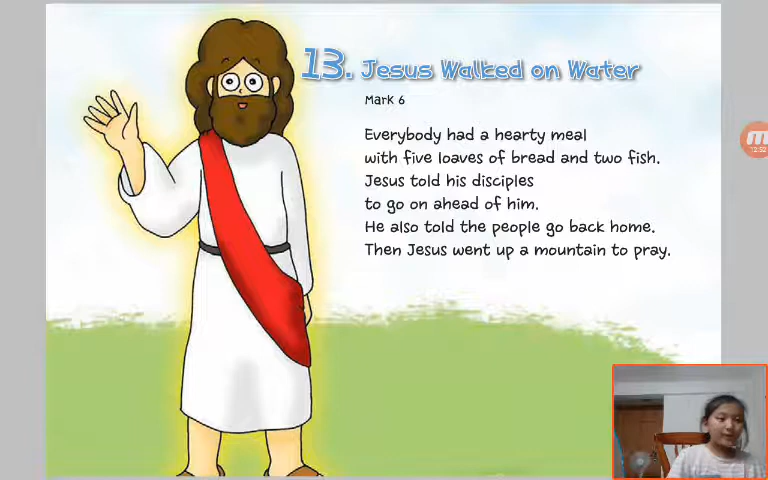 13. Jesus Walked on Water
Mark 6
Everybody had a hearty meal
with five loaves of bread and two fish.
Jesus told his disciples
to go on ahead of him.
He also told the people go back home.
Then Jesus went up a mountain to pray.
M
12:52